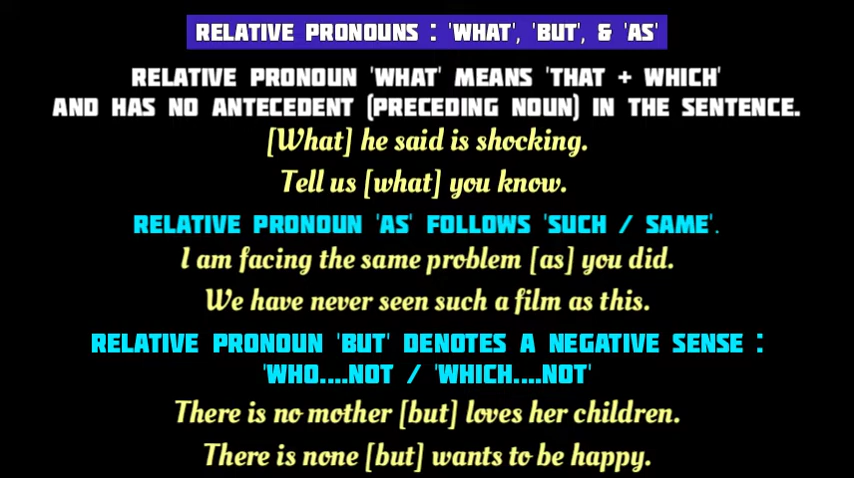 RELATIVE PRONOUNS : 'WHAT', 'BUT', & 'AS'
RELATIVE PRONOUN 'WHAT' MEANS 'THAT + WHICH'
AND HAS NO ANTECEDENT (PRECEDING NOUN) IN THE SENTENCE.
[What] he said is shocking.
Tell us [what] you know.
RELATIVE PRONOUN 'AS' FOLLOWS 'SUCH / SAME'.
I am facing the same problem [as] you did.
We have never seen such a film as this.
RELATIVE PRONOUN 'BUT' DENOTES A NEGATIVE SENSE :
'WHO....NOT / 'WHICH....NOT'
There is no mother [but] loves her children.
There is none [but] wants to be happy.